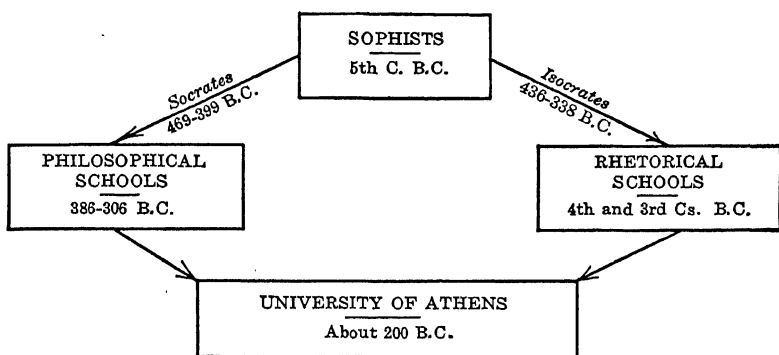 SOPHISTS
5th C. B.C.
Socrates
469-399 B.C.
Isocrates
436-338 B.C.
PHILOSOPHICAL
SCHOOLS
386-306 B.C.
RHETORICAL
SCHOOLS
4th and 3rd Cs. B.C.
UNIVERSITY OF ATHENS
About 200 B.C.